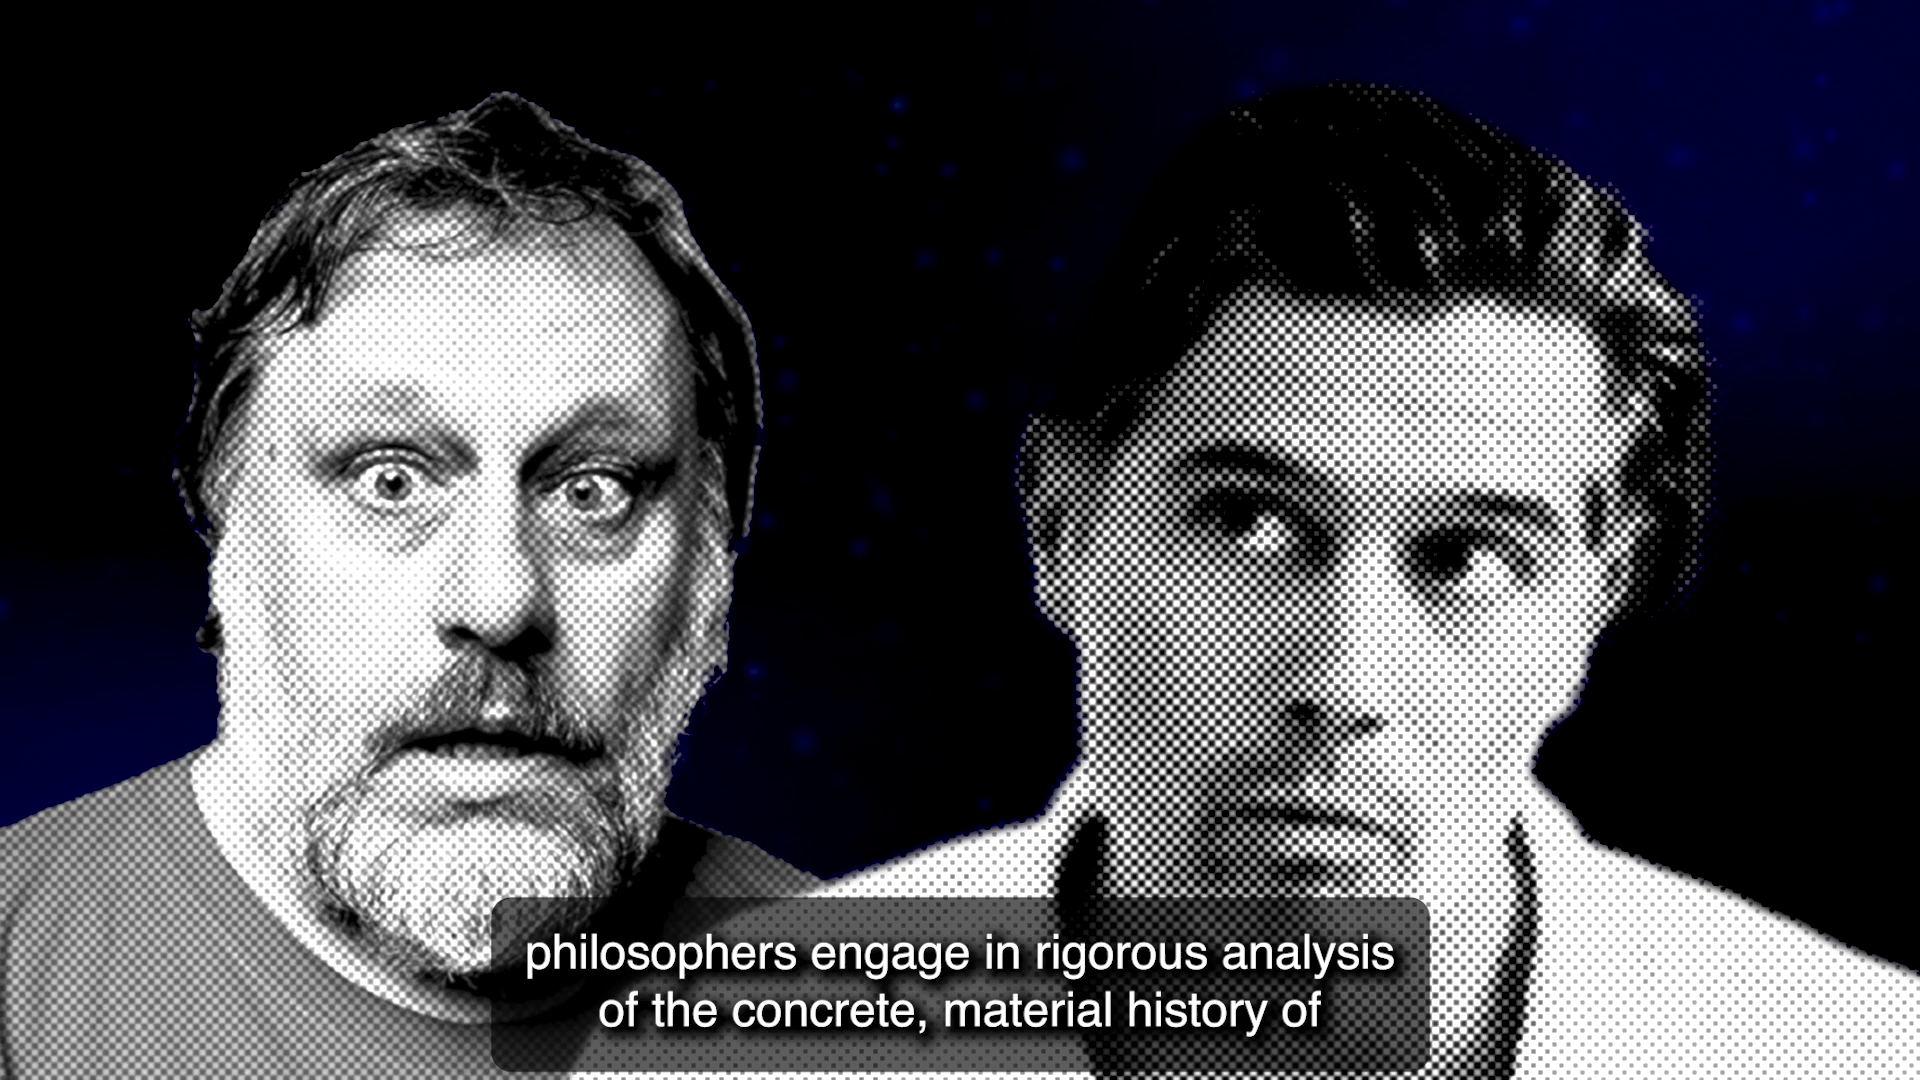 philosophers engage in rigorous analysis
of the concrete, material history of